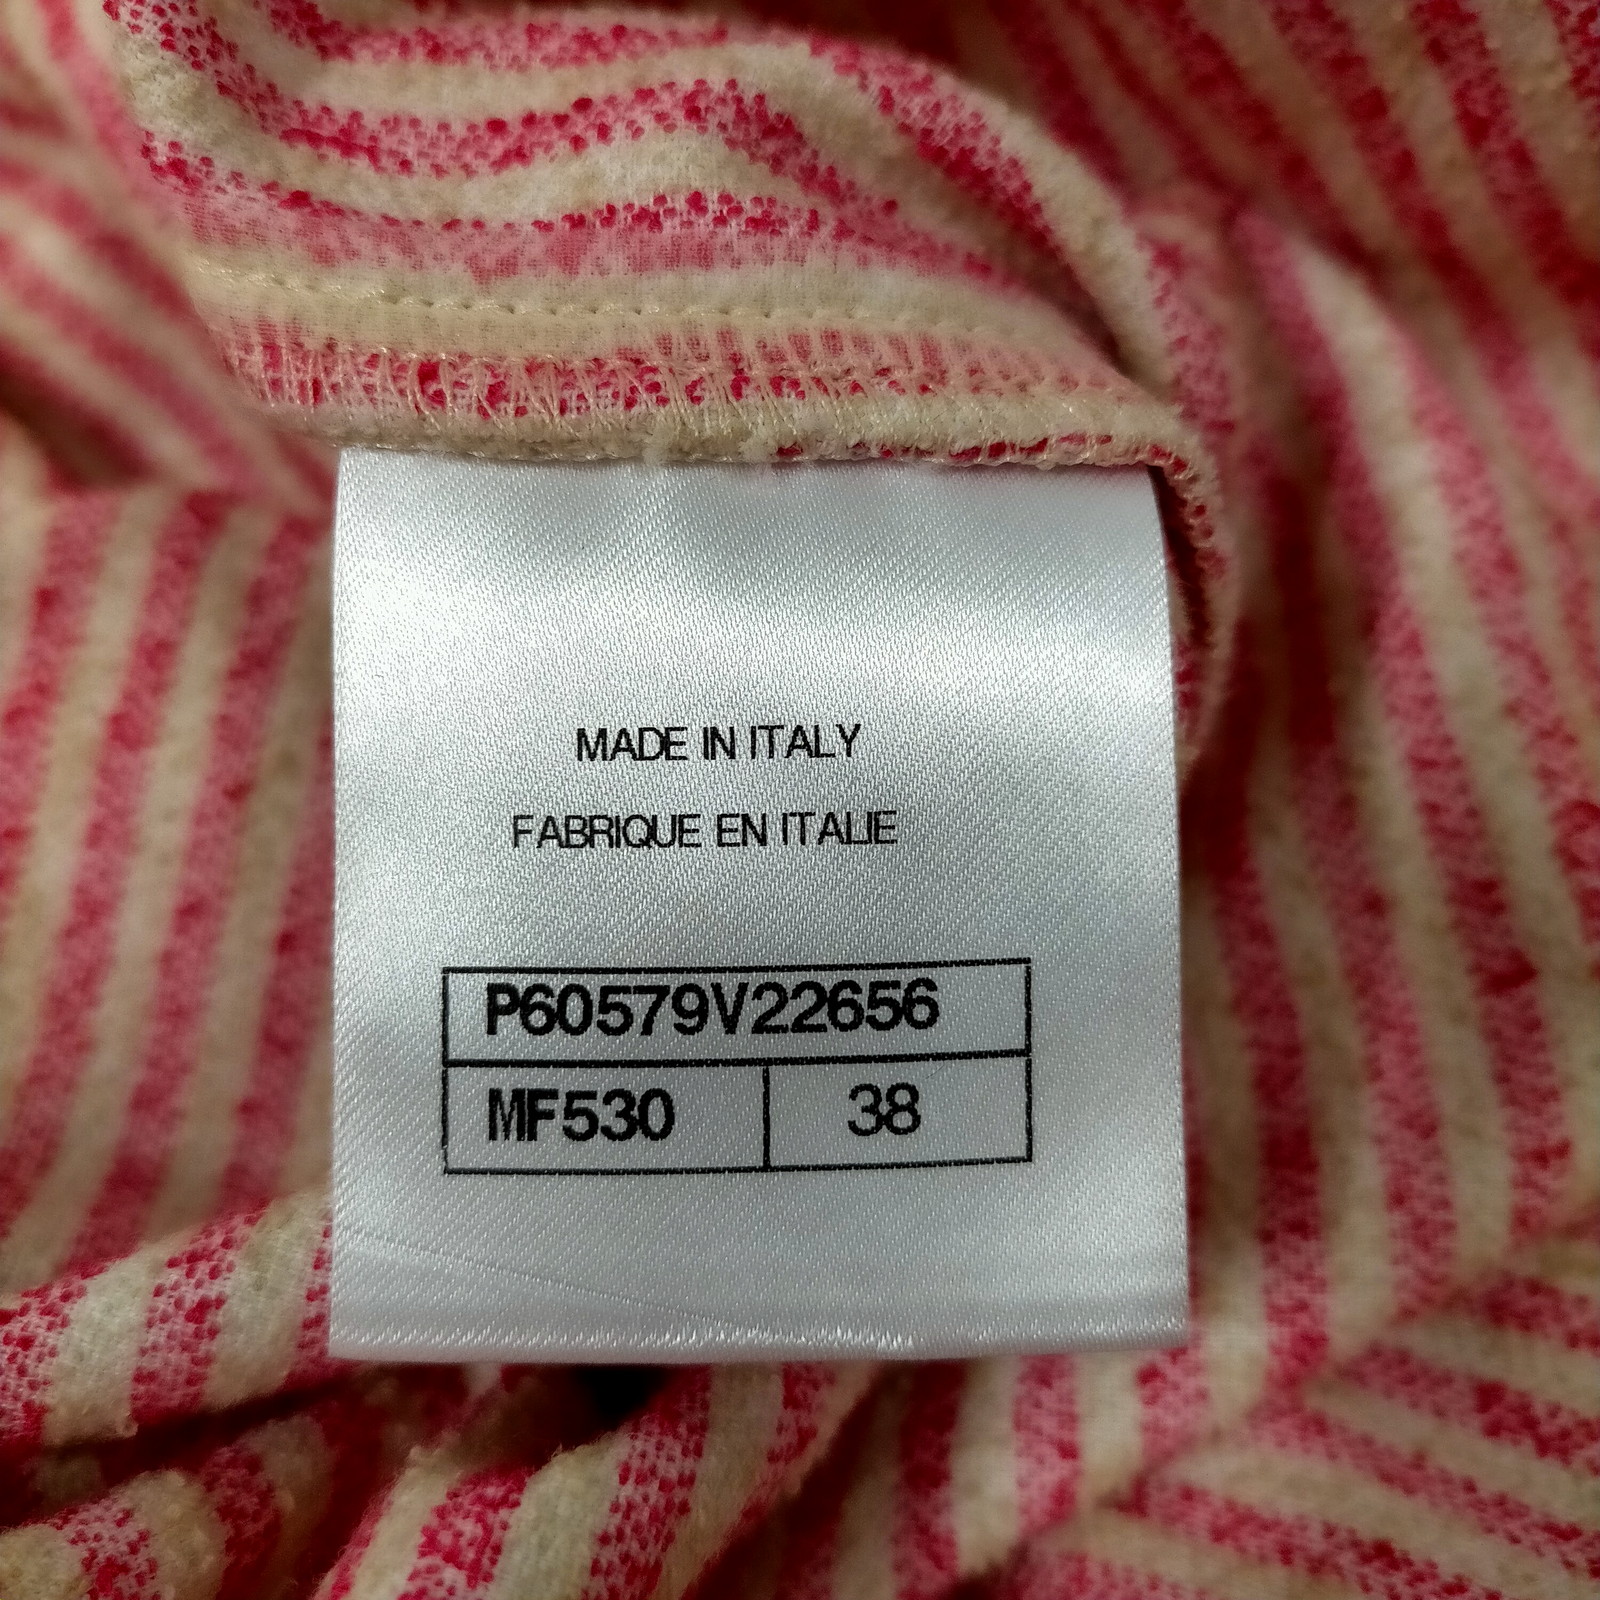 MADE IN ITALY
FABRIQUE EN ITALIE
P60579V22656
MF530 38